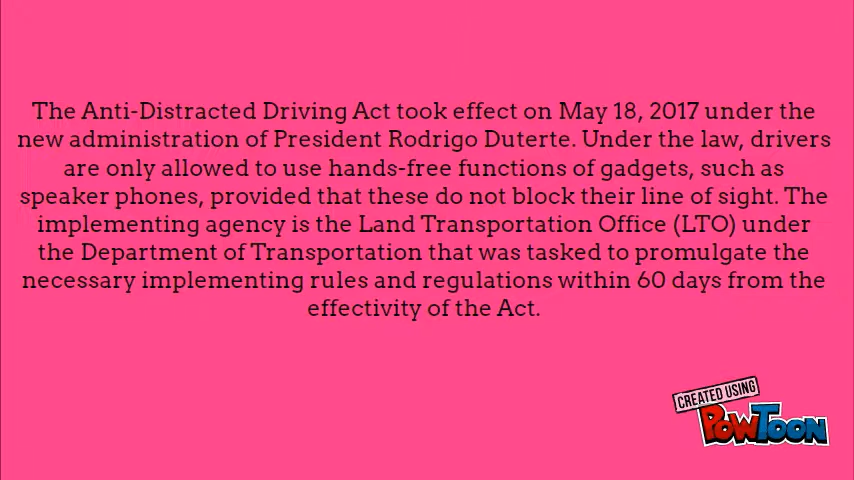 The Anti-Distracted Driving Act took effect on May 18, 2017 under the
new administration of President Rodrigo Duterte. Under the law, drivers
are only allowed to use hands-free functions of gadgets, such as
speaker phones, provided that these do not block their line of sight. The
implementing agency is the Land Transportation Office (LTO) under
the Department of Transportation that was tasked to promulgate the
necessary implementing rules and regulations within 60 days from the
effectivity of the Act.
CREATED USING
POWTOON